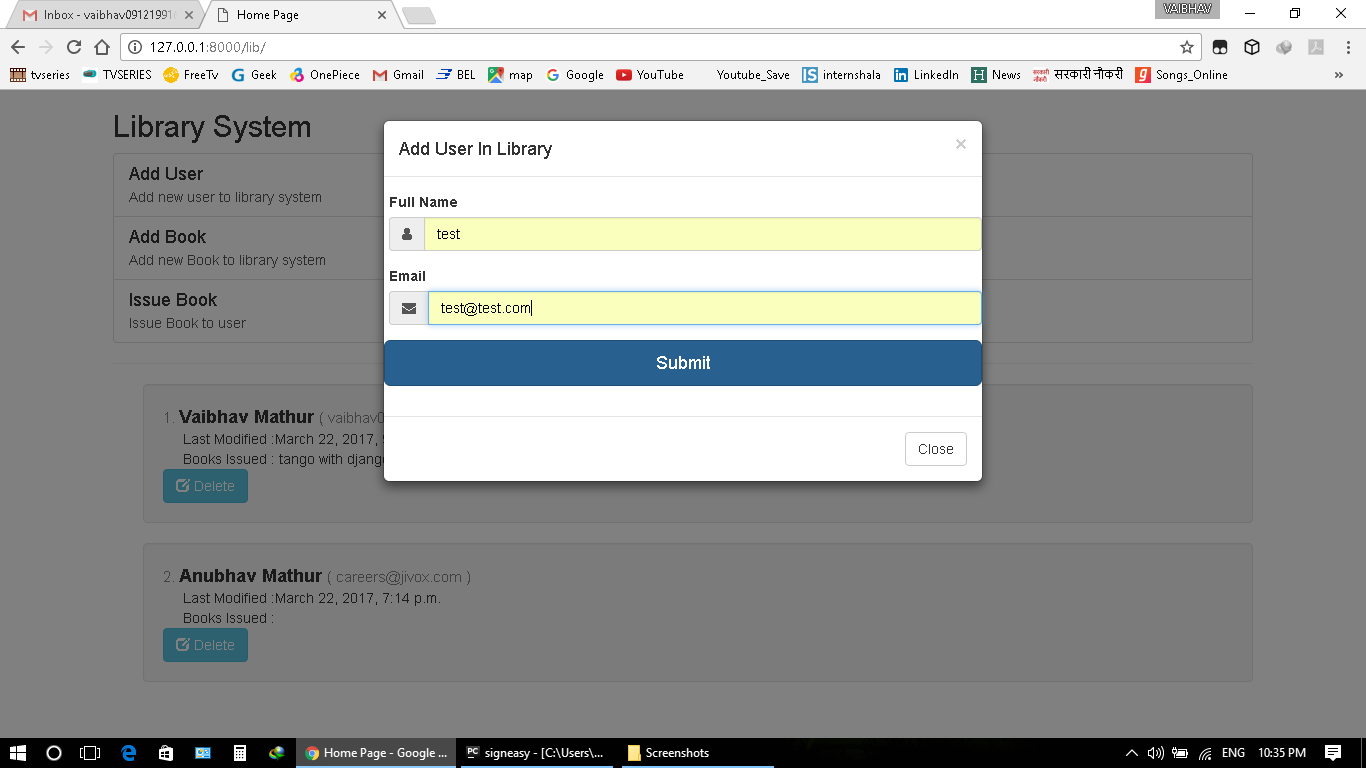 Inbox - vaibhav09121991
Home Page
VAIBHAV
127.0.0.1:8000/lib/
tvseries TVSERIES FreeTv Geek OnePiece Gmail BEL map Google YouTube Youtube_Save internshala LinkedIn News सरकारी नौकरी Songs_Online
Library System
Add User
Add new user to library system
Add Book
Add new Book to library system
Issue Book
Issue Book to user
Add User In Library
×
Full Name
test
Email
test@test.com
Submit
Close
1. Vaibhav Mathur ( vaibhav0
Last Modified :March 22, 2017,
Books Issued : tango with djang
Delete
2. Anubhav Mathur ( careers@jivox.com )
Last Modified :March 22, 2017, 7:14 p.m.
Books Issued :
Delete
Home Page - Google ...
PC signeasy - [C:\Users\...
Screenshots
ENG 10:35 PM